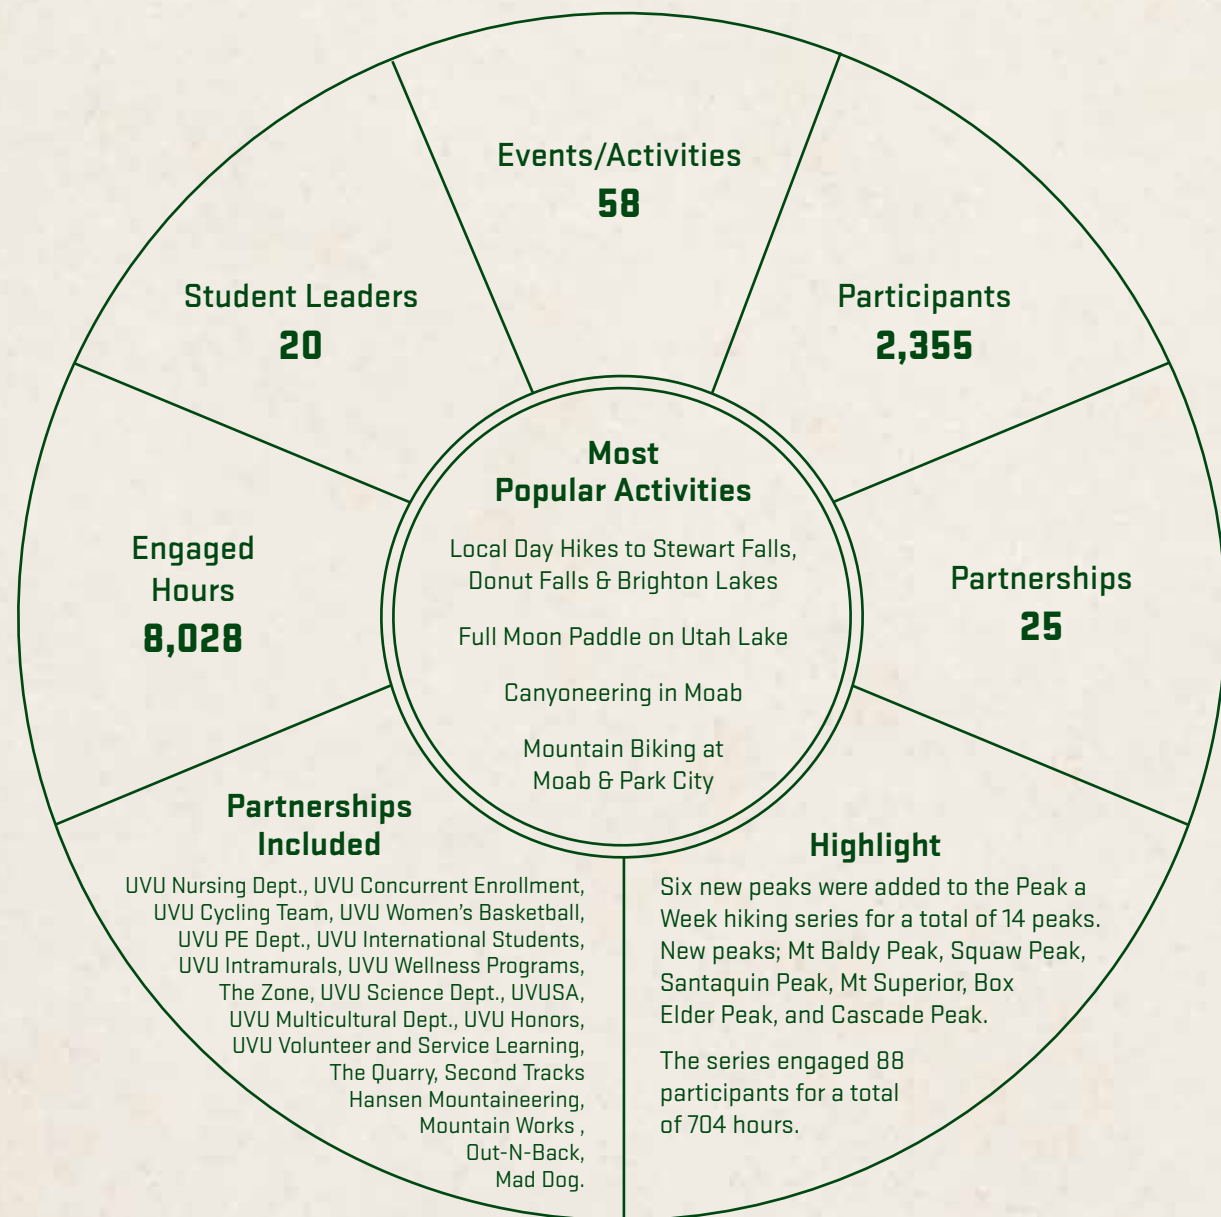 Events/Activities
58
Student Leaders
20
Participants
2,355
Engaged
Hours
8,028
Partnerships
25
Most
Popular Activities
Local Day Hikes to Stewart Falls,
Donut Falls & Brighton Lakes
Full Moon Paddle on Utah Lake
Canyoneering in Moab
Mountain Biking at
Moab & Park City
Partnerships
Included
UVU Nursing Dept., UVU Concurrent Enrollment,
UVU Cycling Team, UVU Women's Basketball,
UVU PE Dept., UVU International Students,
UVU Intramurals, UVU Wellness Programs,
The Zone, UVU Science Dept., UVUSA,
UVU Multicultural Dept., UVU Honors,
UVU Volunteer and Service Learning,
The Quarry, Second Tracks
Hansen Mountaineering,
Mountain Works ,
Out-N-Back,
Mad Dog.
Highlight
Six new peaks were added to the Peak a
Week hiking series for a total of 14 peaks.
New peaks; Mt Baldy Peak, Squaw Peak,
Santaquin Peak, Mt Superior, Box
Elder Peak, and Cascade Peak.
The series engaged 88
participants for a total
of 704 hours.